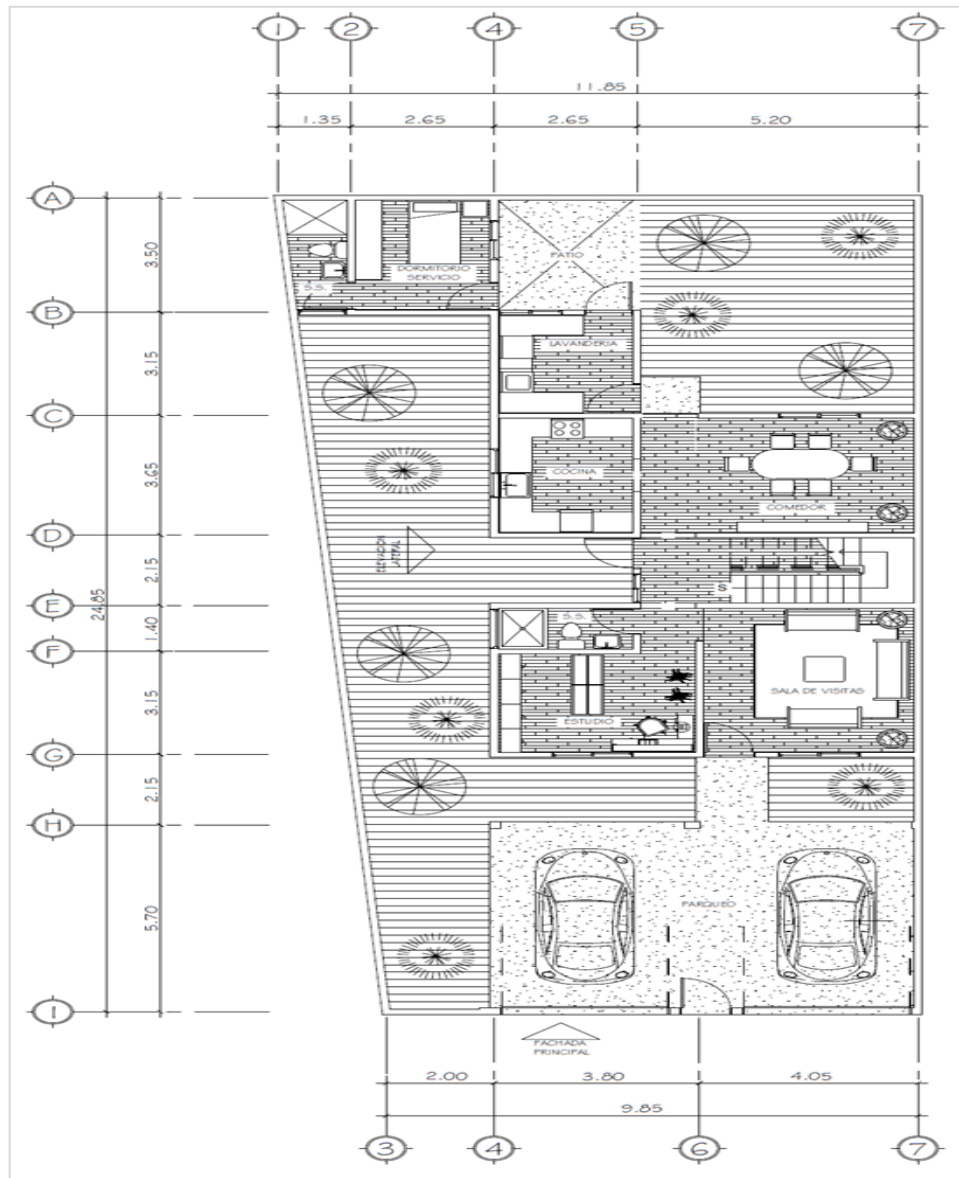 1 2 4 5 7
11.85
1.35 2.65 2.65 5.20
A
3.50
B
3.15
C
3.65
D
2.15
E
1.40
F
3.15
G
2.15
H
5.70
I
24.85
DORMITORIO
SERVICIO
S.S.
PATIO
LAVANDERIA
COCINA
COMEDOR
ELEVACION
LATERAL
S
S.S.
SALA DE VISITAS
ESTUDIO
PARQUEO
FACHADA
PRINCIPAL
2.00 3.80 4.05
9.85
3 4 6 7